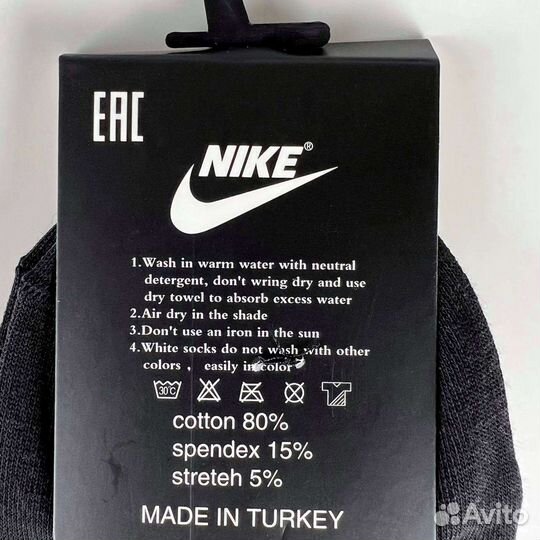 EAC
NIKE®
1.Wash in warm water with neutral
detergent, don't wring dry and use
dry towel to absorb excess water
2.Air dry in the shade
3.Don't use an iron in the sun
4.White socks do not wash with other
colors , easily in color
30°C
cotton 80%
spendex 15%
streteh 5%
MADE IN TURKEY
Avito